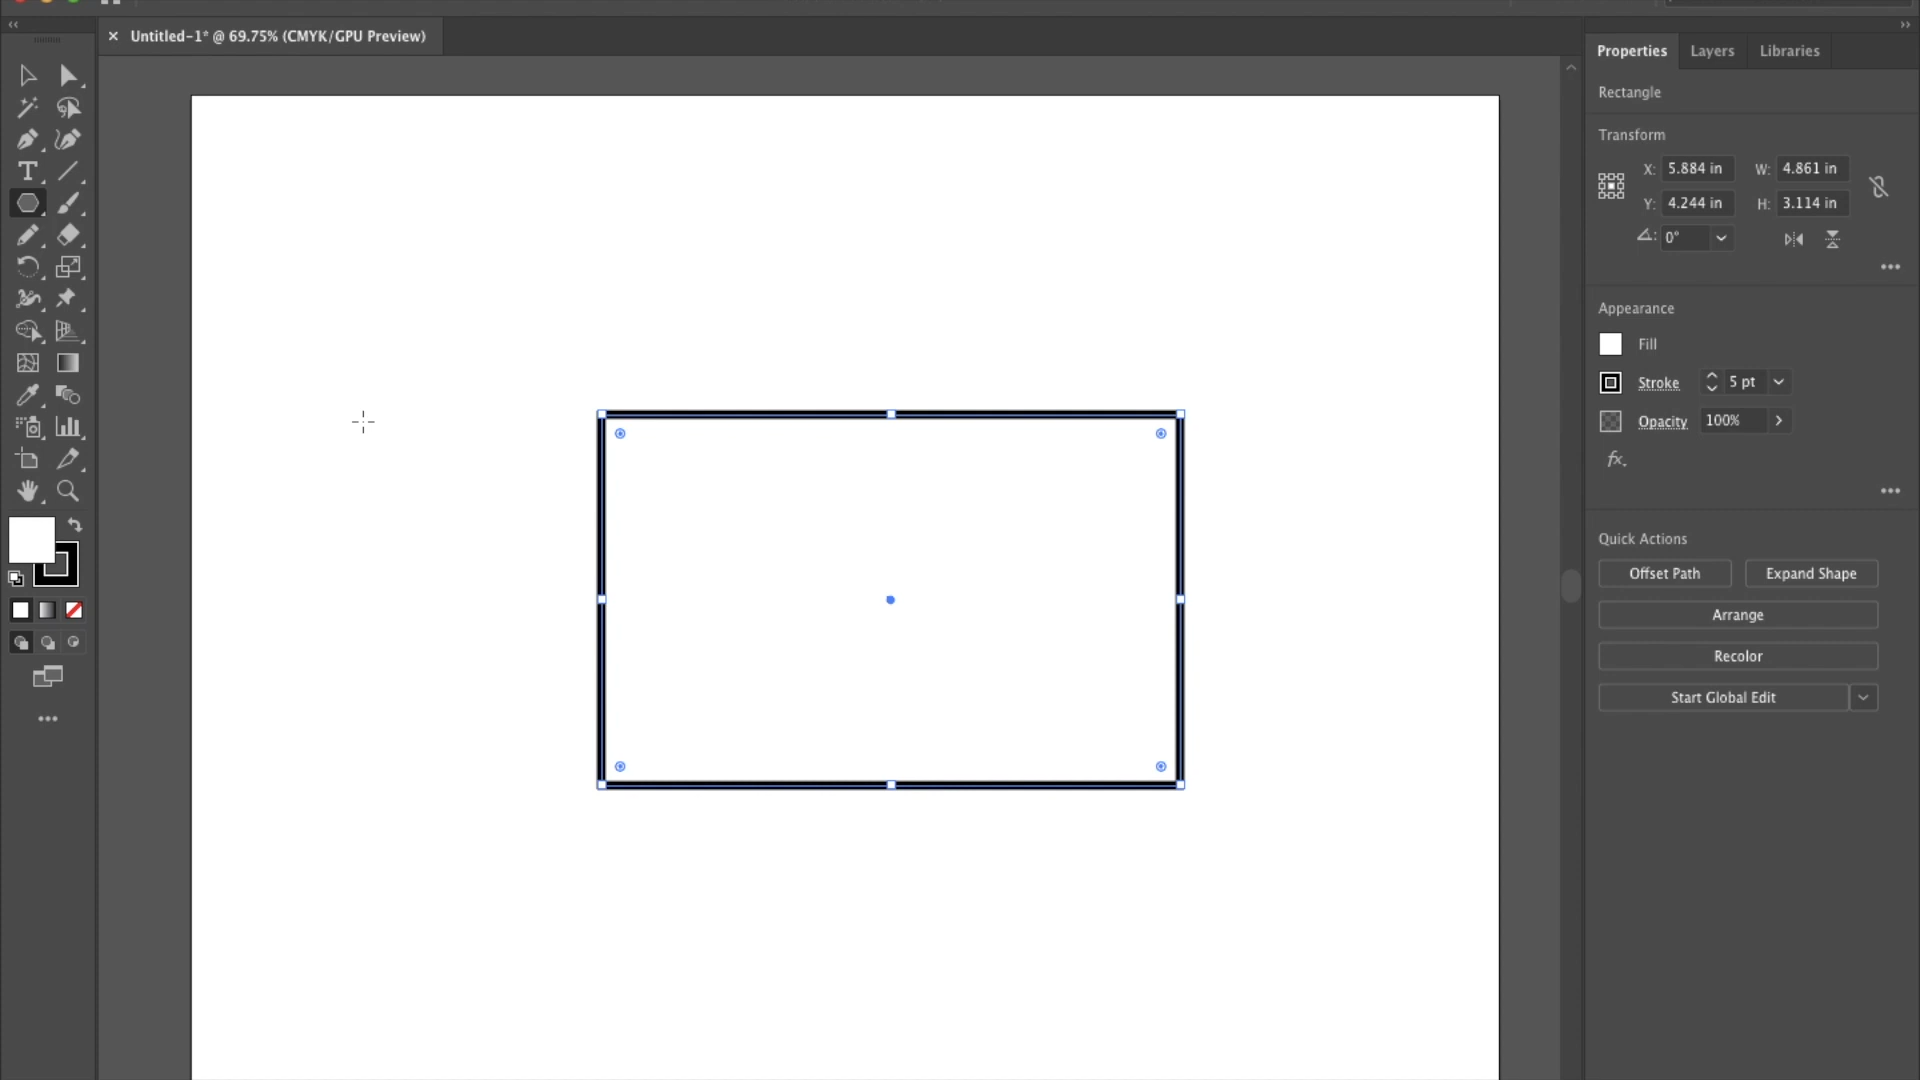 Untitled-1* @ 69.75% (CMYK/GPU Preview)
Properties Layers Libraries
Rectangle
Transform
X: 5.884 in W: 4.861 in
Y: 4.244 in H: 3.114 in
0°
Appearance
Fill
Stroke 5 pt
Opacity 100%
fx
Quick Actions
Offset Path Expand Shape
Arrange
Recolor
Start Global Edit